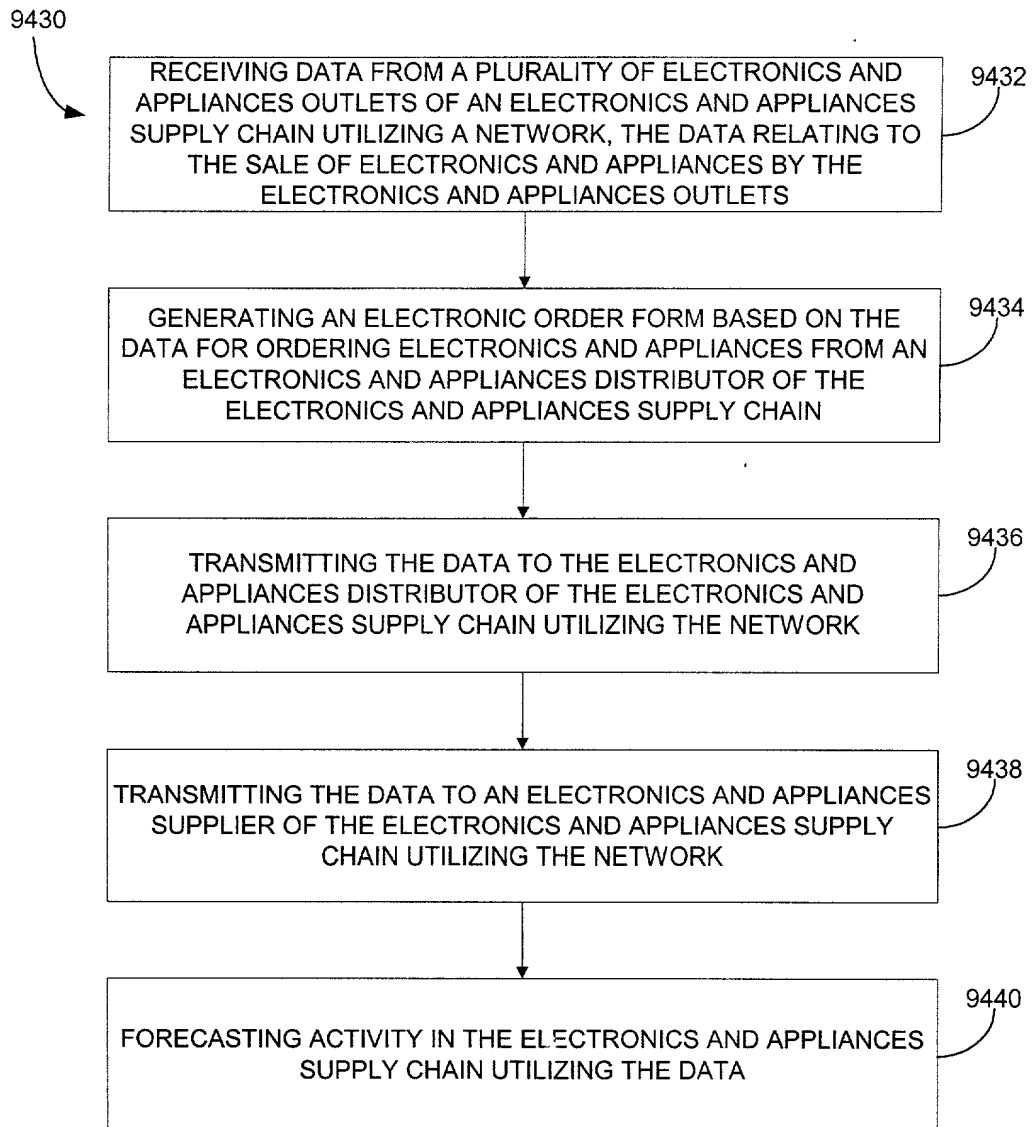 9430
RECEIVING DATA FROM A PLURALITY OF ELECTRONICS AND
APPLIANCES OUTLETS OF AN ELECTRONICS AND APPLIANCES
SUPPLY CHAIN UTILIZING A NETWORK, THE DATA RELATING TO
THE SALE OF ELECTRONICS AND APPLIANCES BY THE
ELECTRONICS AND APPLIANCES OUTLETS
9432
GENERATING AN ELECTRONIC ORDER FORM BASED ON THE
DATA FOR ORDERING ELECTRONICS AND APPLIANCES FROM AN
ELECTRONICS AND APPLIANCES DISTRIBUTOR OF THE
ELECTRONICS AND APPLIANCES SUPPLY CHAIN
9434
TRANSMITTING THE DATA TO THE ELECTRONICS AND
APPLIANCES DISTRIBUTOR OF THE ELECTRONICS AND
APPLIANCES SUPPLY CHAIN UTILIZING THE NETWORK
9436
TRANSMITTING THE DATA TO AN ELECTRONICS AND APPLIANCES
SUPPLIER OF THE ELECTRONICS AND APPLIANCES SUPPLY
CHAIN UTILIZING THE NETWORK
9438
FORECASTING ACTIVITY IN THE ELECTRONICS AND APPLIANCES
SUPPLY CHAIN UTILIZING THE DATA
9440